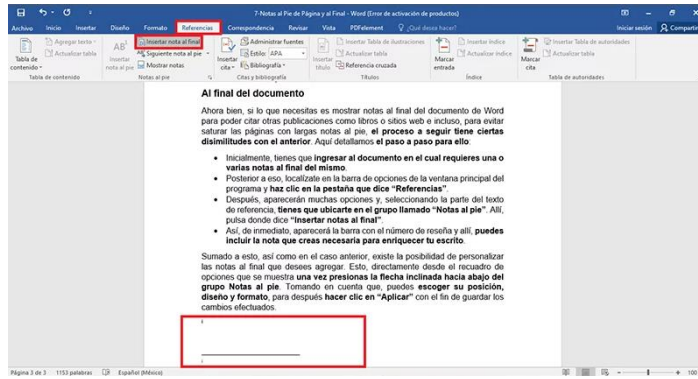 7-Notas al Pie de Página y al Final - Word (Error de activación de productos)
Archivo Inicio Insertar Diseño Formato Referencias Correspondencia Revisar Vista PDFelement ¿Qué desea hacer? Iniciar sesión Compartir
Tabla de contenido
Agregar texto
Actualizar tabla
Tabla de contenido
AB
Insertar nota al pie
Insertar nota al final
Siguiente nota al pie
Mostrar notas
Notas al pie
Insertar cita
Administrar fuentes
Estilo: APA
Bibliografía
Citas y bibliografía
Insertar título
Insertar Tabla de ilustraciones
Actualizar tabla
Referencia cruzada
Títulos
Marcar entrada
Insertar índice
Actualizar índice
Índice
Marcar cita
Insertar Tabla de autoridades
Actualizar tabla
Tabla de autoridades
Al final del documento
Ahora bien, si lo que necesitas es mostrar notas al final del documento de Word
para poder citar otras publicaciones como libros o sitios web e incluso, para evitar
saturar las páginas con largas notas al pie, el proceso a seguir tiene ciertas
disimilitudes con el anterior. Aquí detallamos el paso a paso para ello:
• Inicialmente, tienes que ingresar al documento en el cual requieres una o
varias notas al final del mismo.
• Posterior a eso, localízate en la barra de opciones de la ventana principal del
programa y haz clic en la pestaña que dice “Referencias”.
• Después, aparecerán muchas opciones y, seleccionando la parte del texto
de referencia, tienes que ubicarte en el grupo llamado “Notas al pie”. Allí,
pulsa donde dice “Insertar notas al final”.
• Así, de inmediato, aparecerá la barra con el número de reseña y allí, puedes
incluir la nota que creas necesaria para enriquecer tu escrito.
Sumado a esto, así como en el caso anterior, existe la posibilidad de personalizar
las notas al final que desees agregar. Esto, directamente desde el recuadro de
opciones que se muestra una vez presionas la flecha inclinada hacia abajo del
grupo Notas al pie. Tomando en cuenta que, puedes escoger su posición,
diseño y formato, para después hacer clic en “Aplicar” con el fin de guardar los
cambios efectuados.
i
i
Página 3 de 3 1153 palabras Español (México) 100